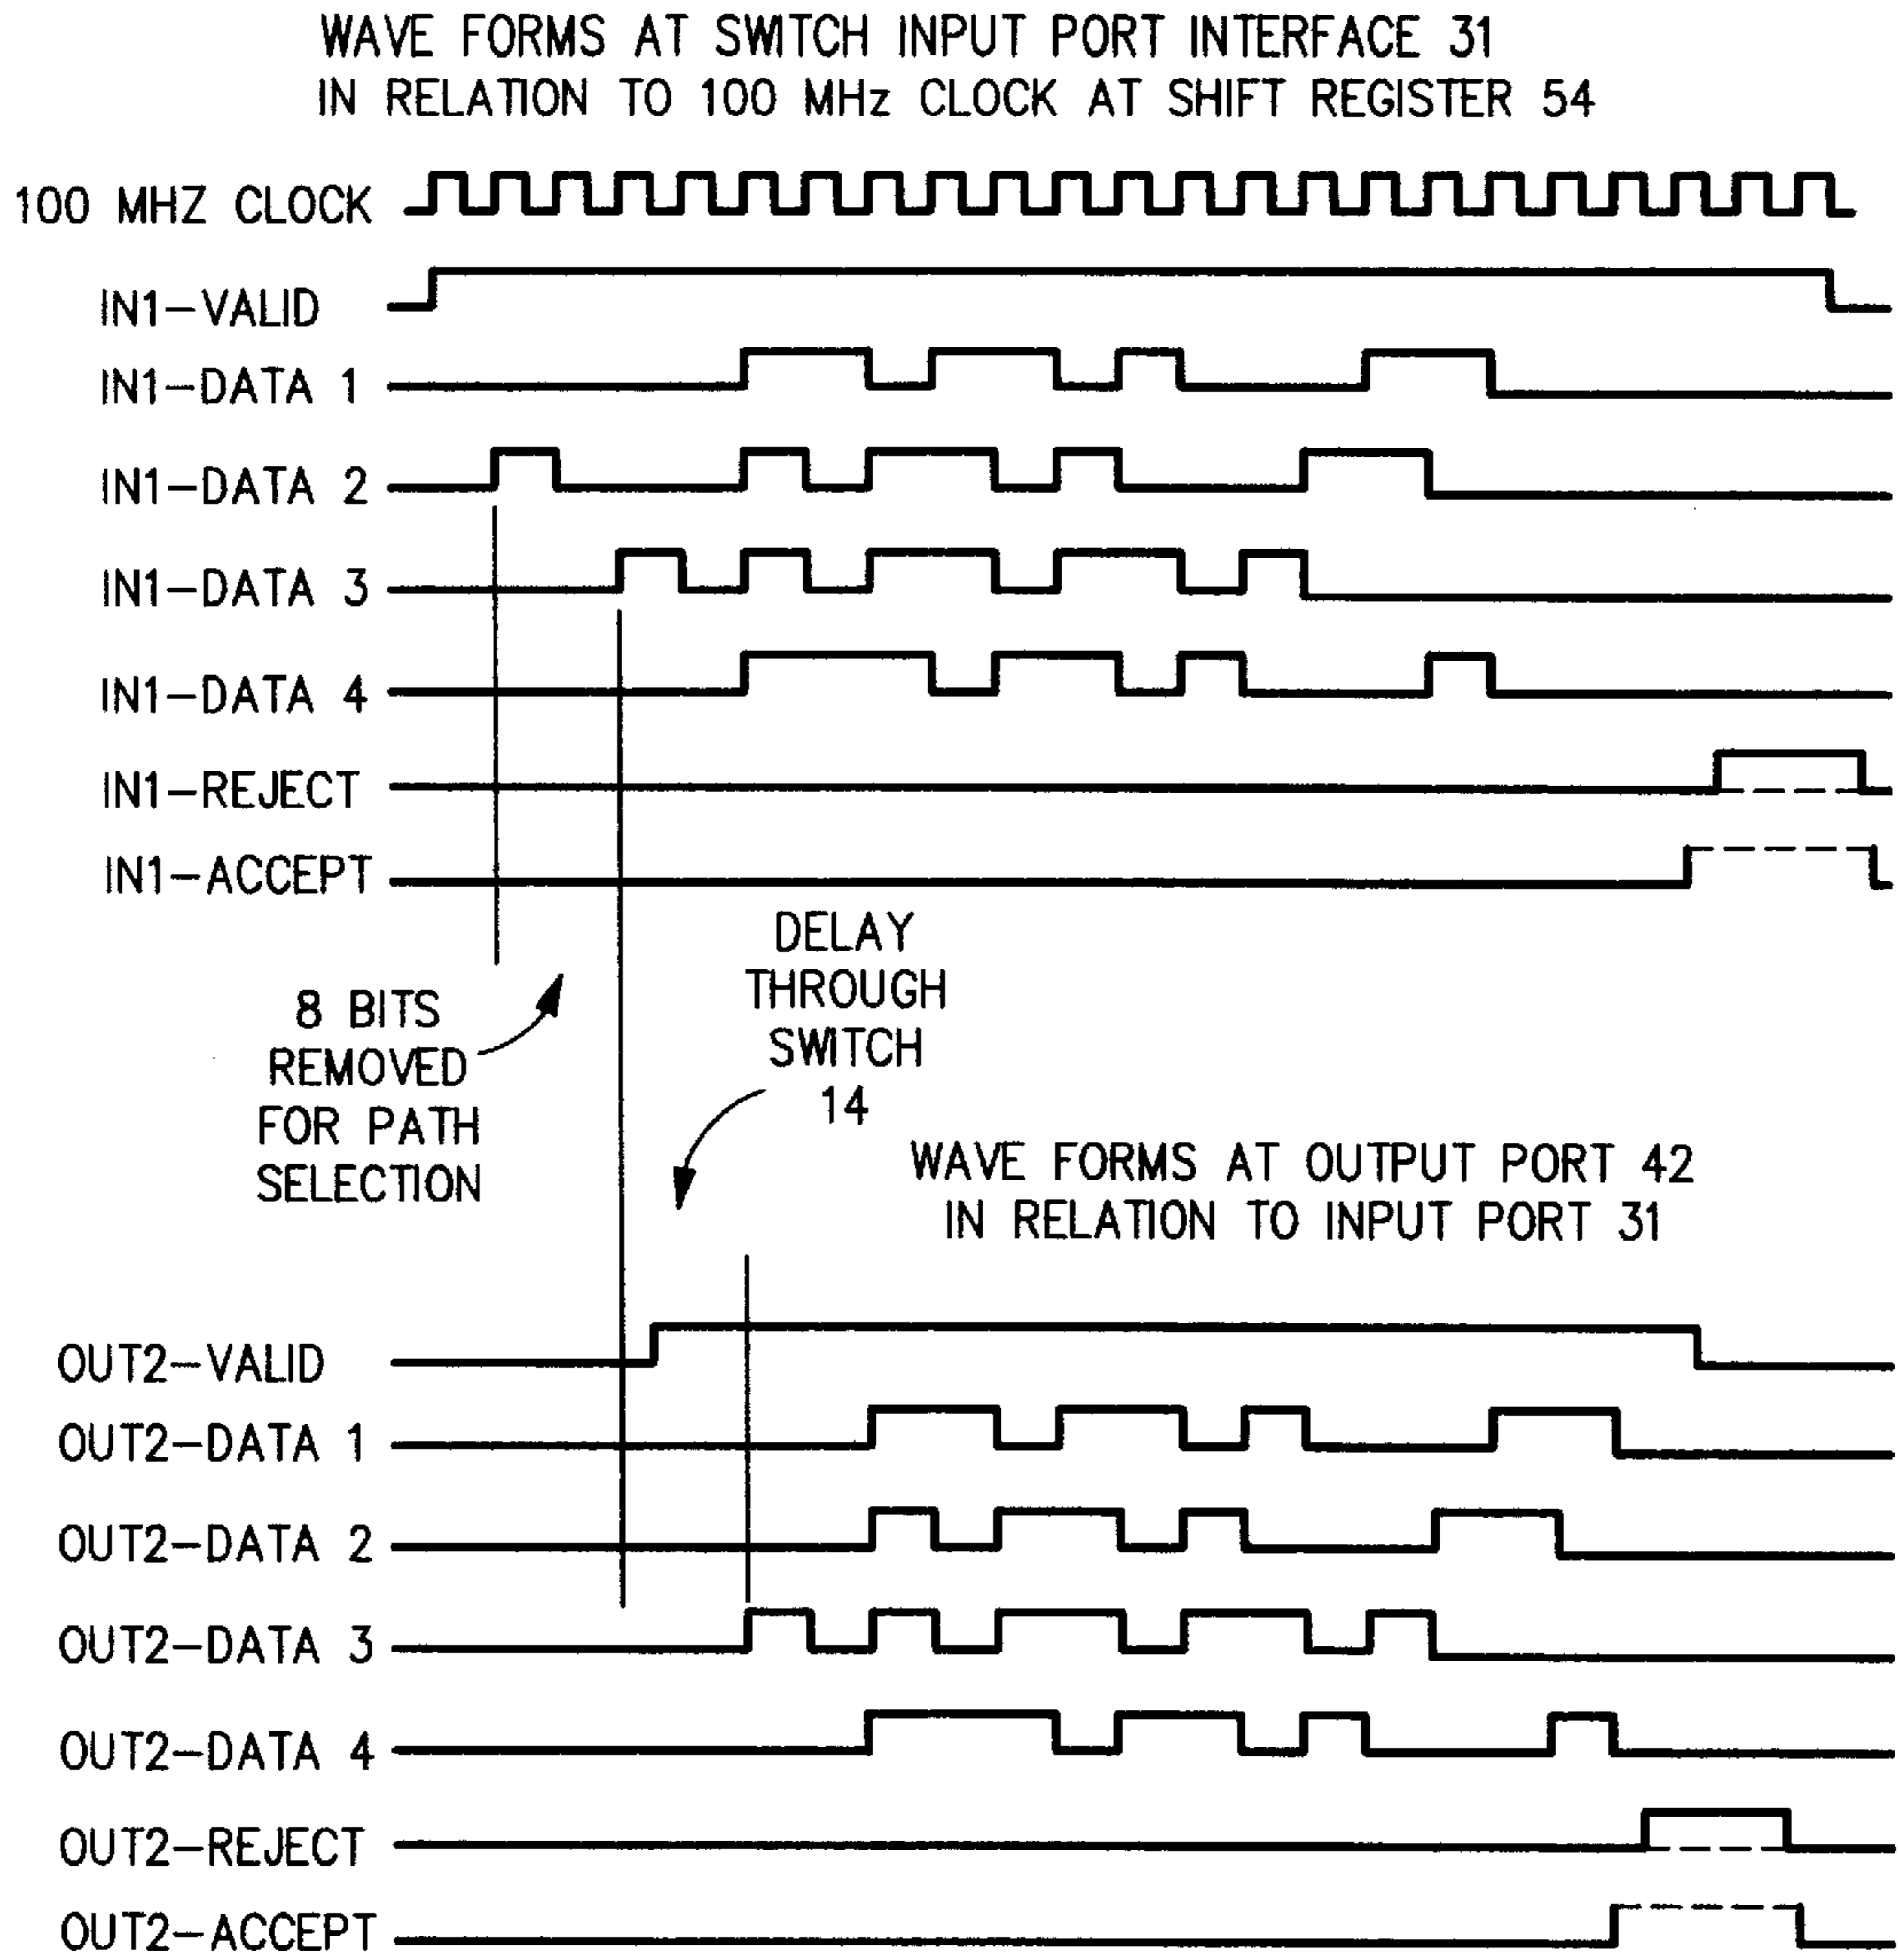 WAVE FORMS AT SWITCH INPUT PORT INTERFACE 31
IN RELATION TO 100 MHz CLOCK AT SHIFT REGISTER 54
100 MHZ CLOCK
IN1-VALID
IN1-DATA 1
IN1-DATA 2
IN1-DATA 3
IN1-DATA 4
IN1-REJECT
IN1-ACCEPT
8 BITS
REMOVED
FOR PATH
SELECTION
DELAY
THROUGH
SWITCH
14
WAVE FORMS AT OUTPUT PORT 42
IN RELATION TO INPUT PORT 31
OUT2-VALID
OUT2-DATA 1
OUT2-DATA 2
OUT2-DATA 3
OUT2-DATA 4
OUT2-REJECT
OUT2-ACCEPT